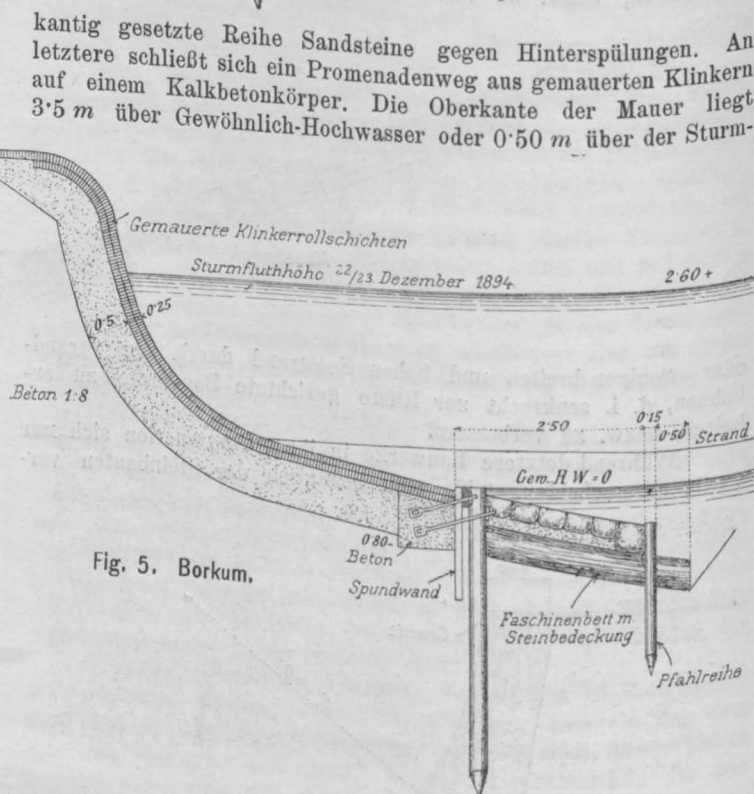 kantig gesetzte Reihe Sandsteine gegen Hinterspülungen. An
letztere schließt sich ein Promenadenweg aus gemauerten Klinkern
auf einem Kalkbetonkörper. Die Oberkante der Mauer liegt
3·5 m über Gewöhnlich-Hochwasser oder 0·50 m über der Sturm-
Gemauerte Klinkerrollschichten
Sturmfluthhöhe 22/23 Dezember 1894
2·60 +
0·5
0·25
Béton 1:8
2·50
0·15
0·50
Strand
Gew. H W. = 0
0·80
Beton
Fig. 5. Borkum.
Spundwand
Faschinenbett m
Steinbedeckung
Pfahlreihe